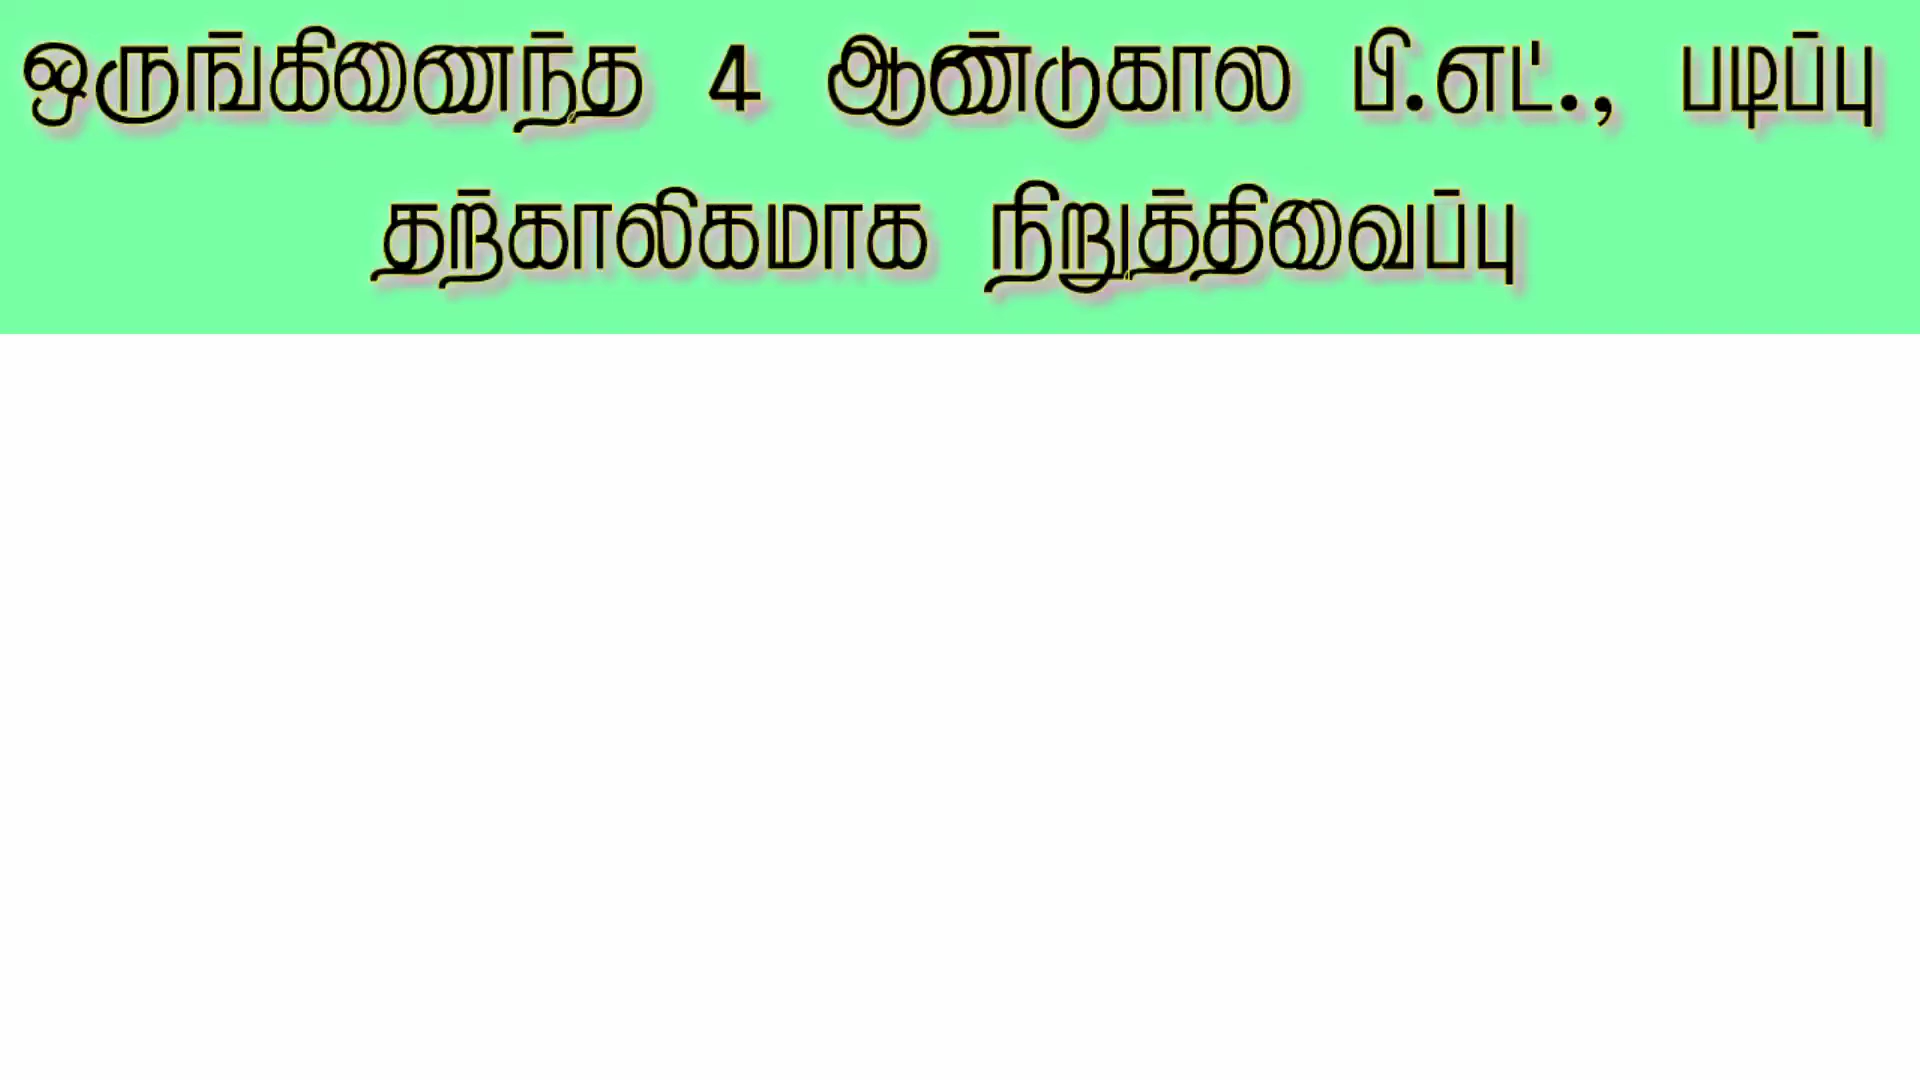 ஒருங்கிணைந்த 4 ஆண்டுகால பி.எட்., படிப்பு
தற்காலிகமாக நிறுத்திவைப்பு